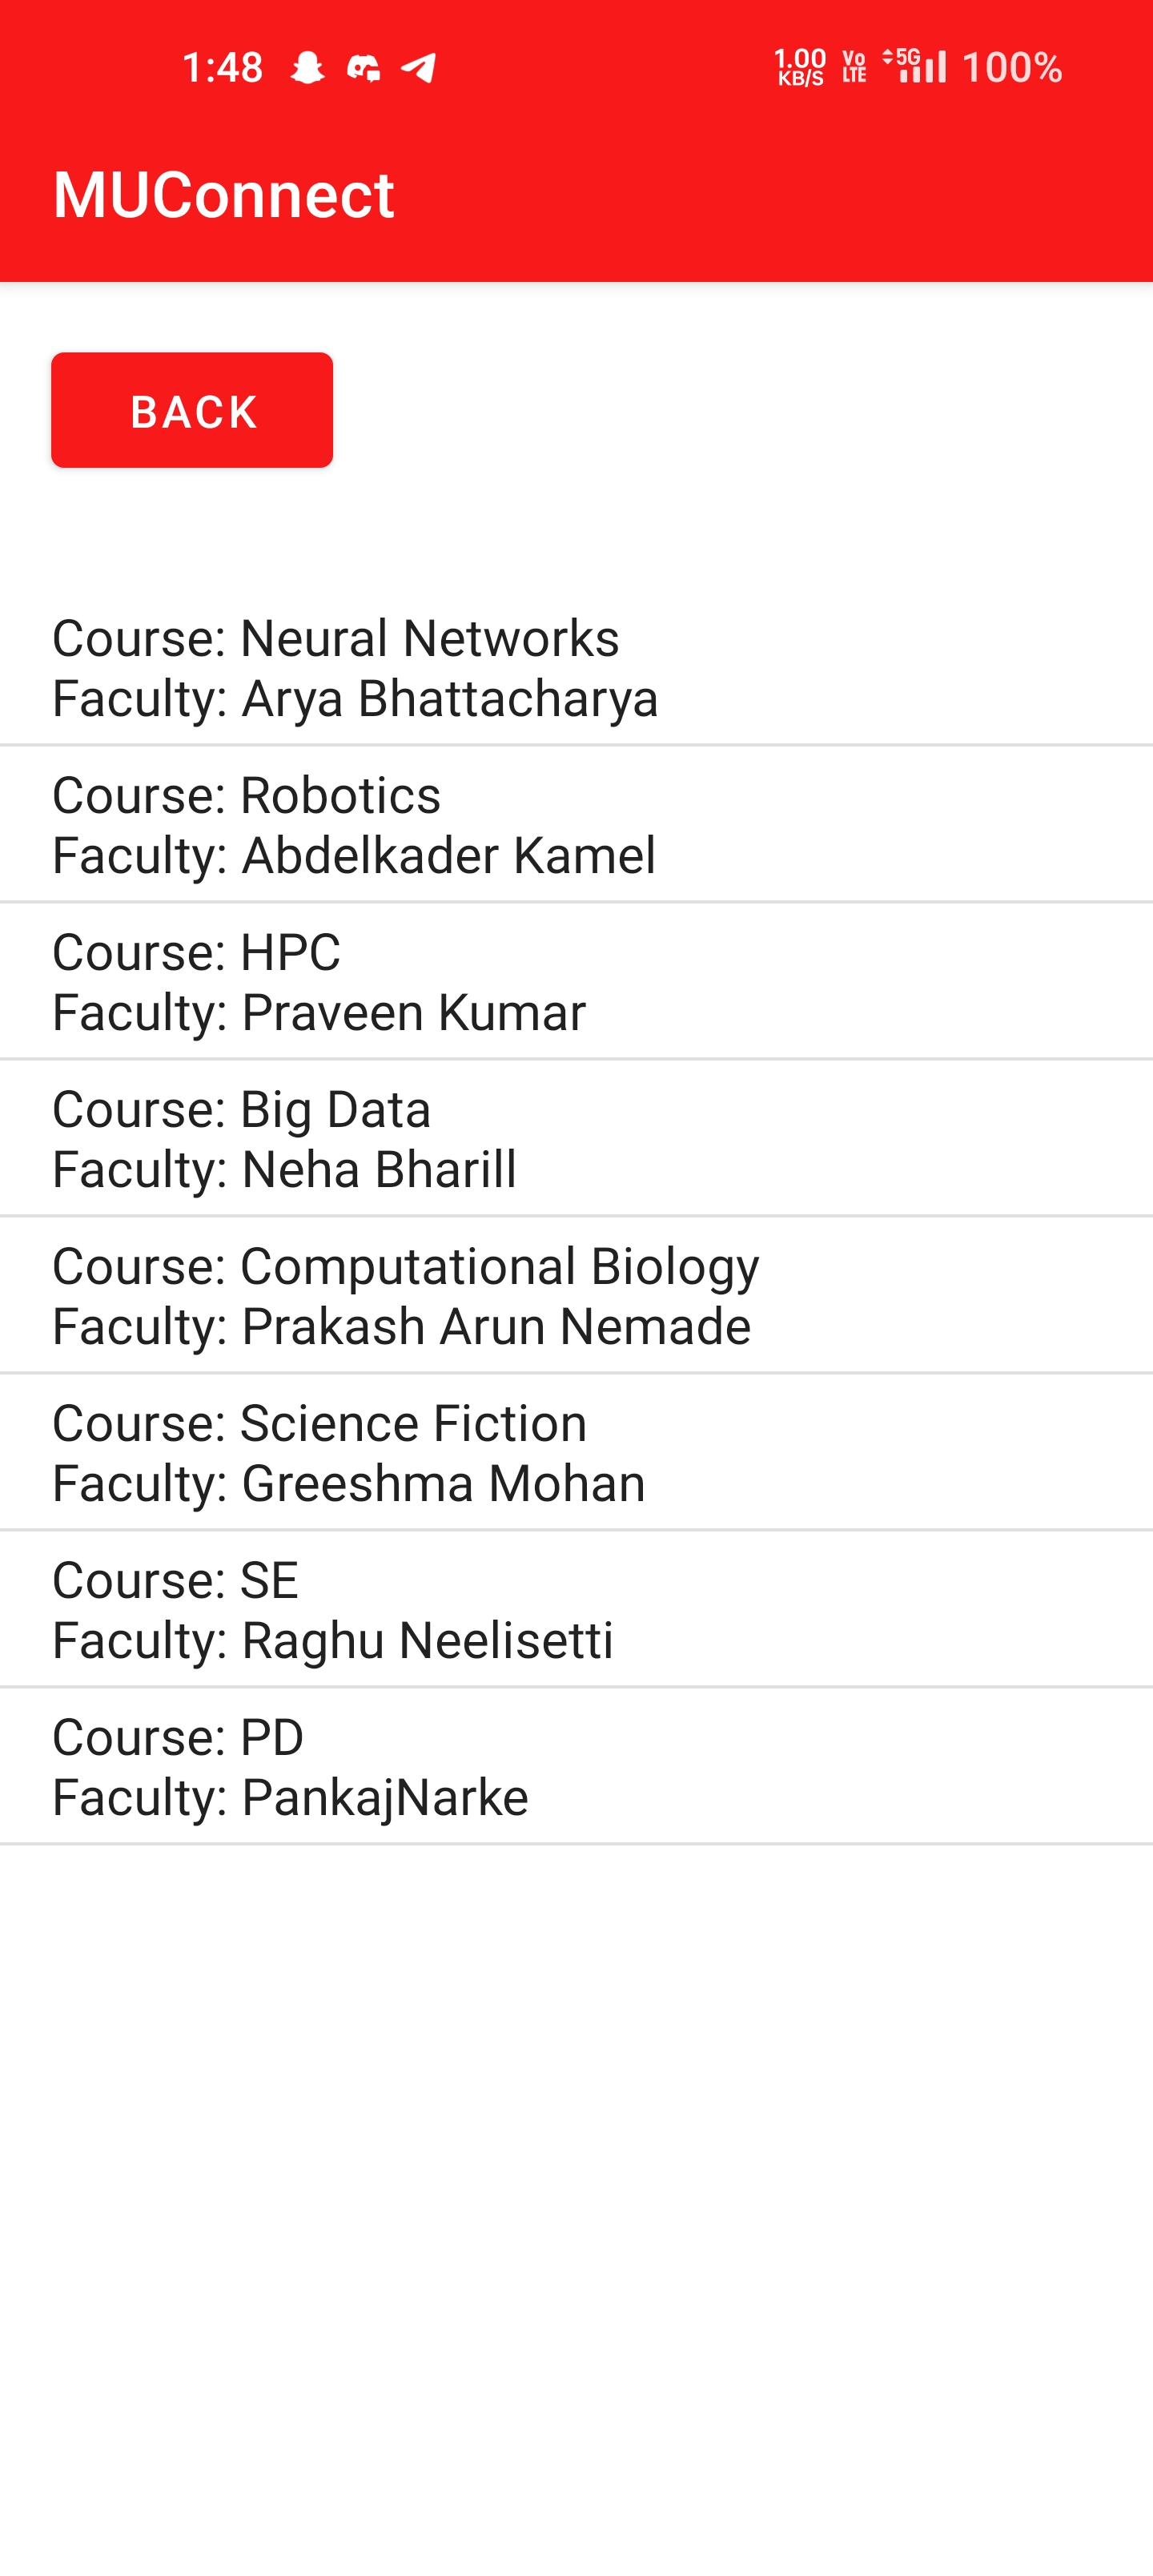 1:48 1.00 KB/S Vo LTE 5G 100%
MUConnect
BACK
Course: Neural Networks
Faculty: Arya Bhattacharya
Course: Robotics
Faculty: Abdelkader Kamel
Course: HPC
Faculty: Praveen Kumar
Course: Big Data
Faculty: Neha Bharill
Course: Computational Biology
Faculty: Prakash Arun Nemade
Course: Science Fiction
Faculty: Greeshma Mohan
Course: SE
Faculty: Raghu Neelisetti
Course: PD
Faculty: PankajNarke